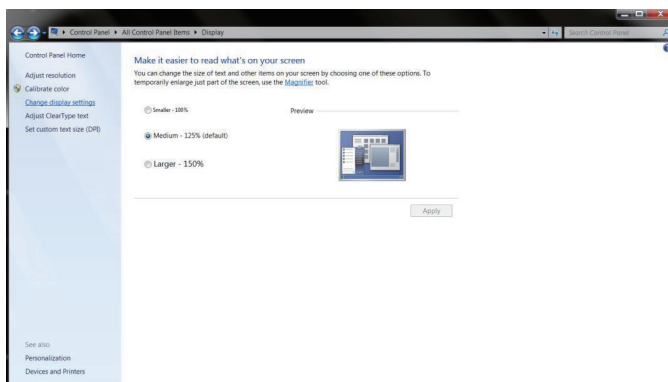 Control Panel ▸ All Control Panel Items ▸ Display
Search Control Panel
Control Panel Home
Adjust resolution
Calibrate color
Change display settings
Adjust ClearType text
Set custom text size (DPI)
Make it easier to read what's on your screen
You can change the size of text and other items on your screen by choosing one of these options. To
temporarily enlarge just part of the screen, use the Magnifier tool.
Smaller - 100%
Preview
Medium - 125% (default)
Larger - 150%
Apply
See also
Personalization
Devices and Printers